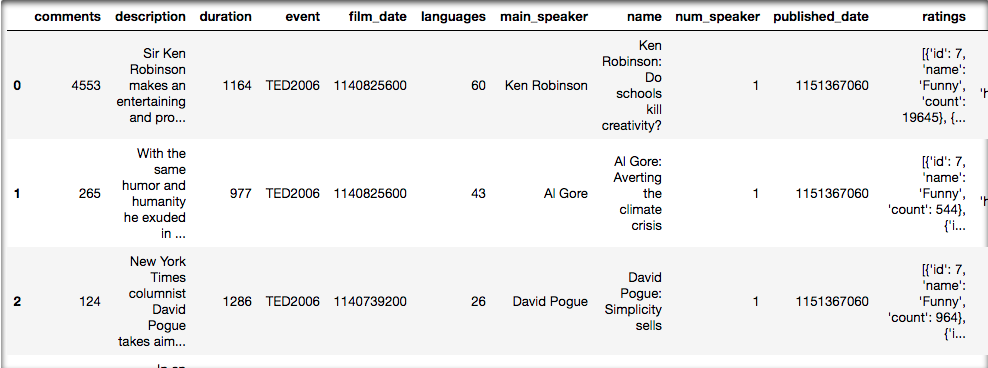 comments description duration event film_date languages main_speaker name num_speaker published_date ratings
0 4553 Sir Ken Robinson makes an entertaining and pro... 1164 TED2006 1140825600 60 Ken Robinson Ken Robinson: Do schools kill creativity? 1 1151367060 [{'id': 7, 'name': 'Funny', 'count': 19645}, {...
1 265 With the same humor and humanity he exuded in ... 977 TED2006 1140825600 43 Al Gore Al Gore: Averting the climate crisis 1 1151367060 [{'id': 7, 'name': 'Funny', 'count': 544}, {'i...
2 124 New York Times columnist David Pogue takes aim... 1286 TED2006 1140739200 26 David Pogue David Pogue: Simplicity sells 1 1151367060 [{'id': 7, 'name': 'Funny', 'count': 964}, {'i...